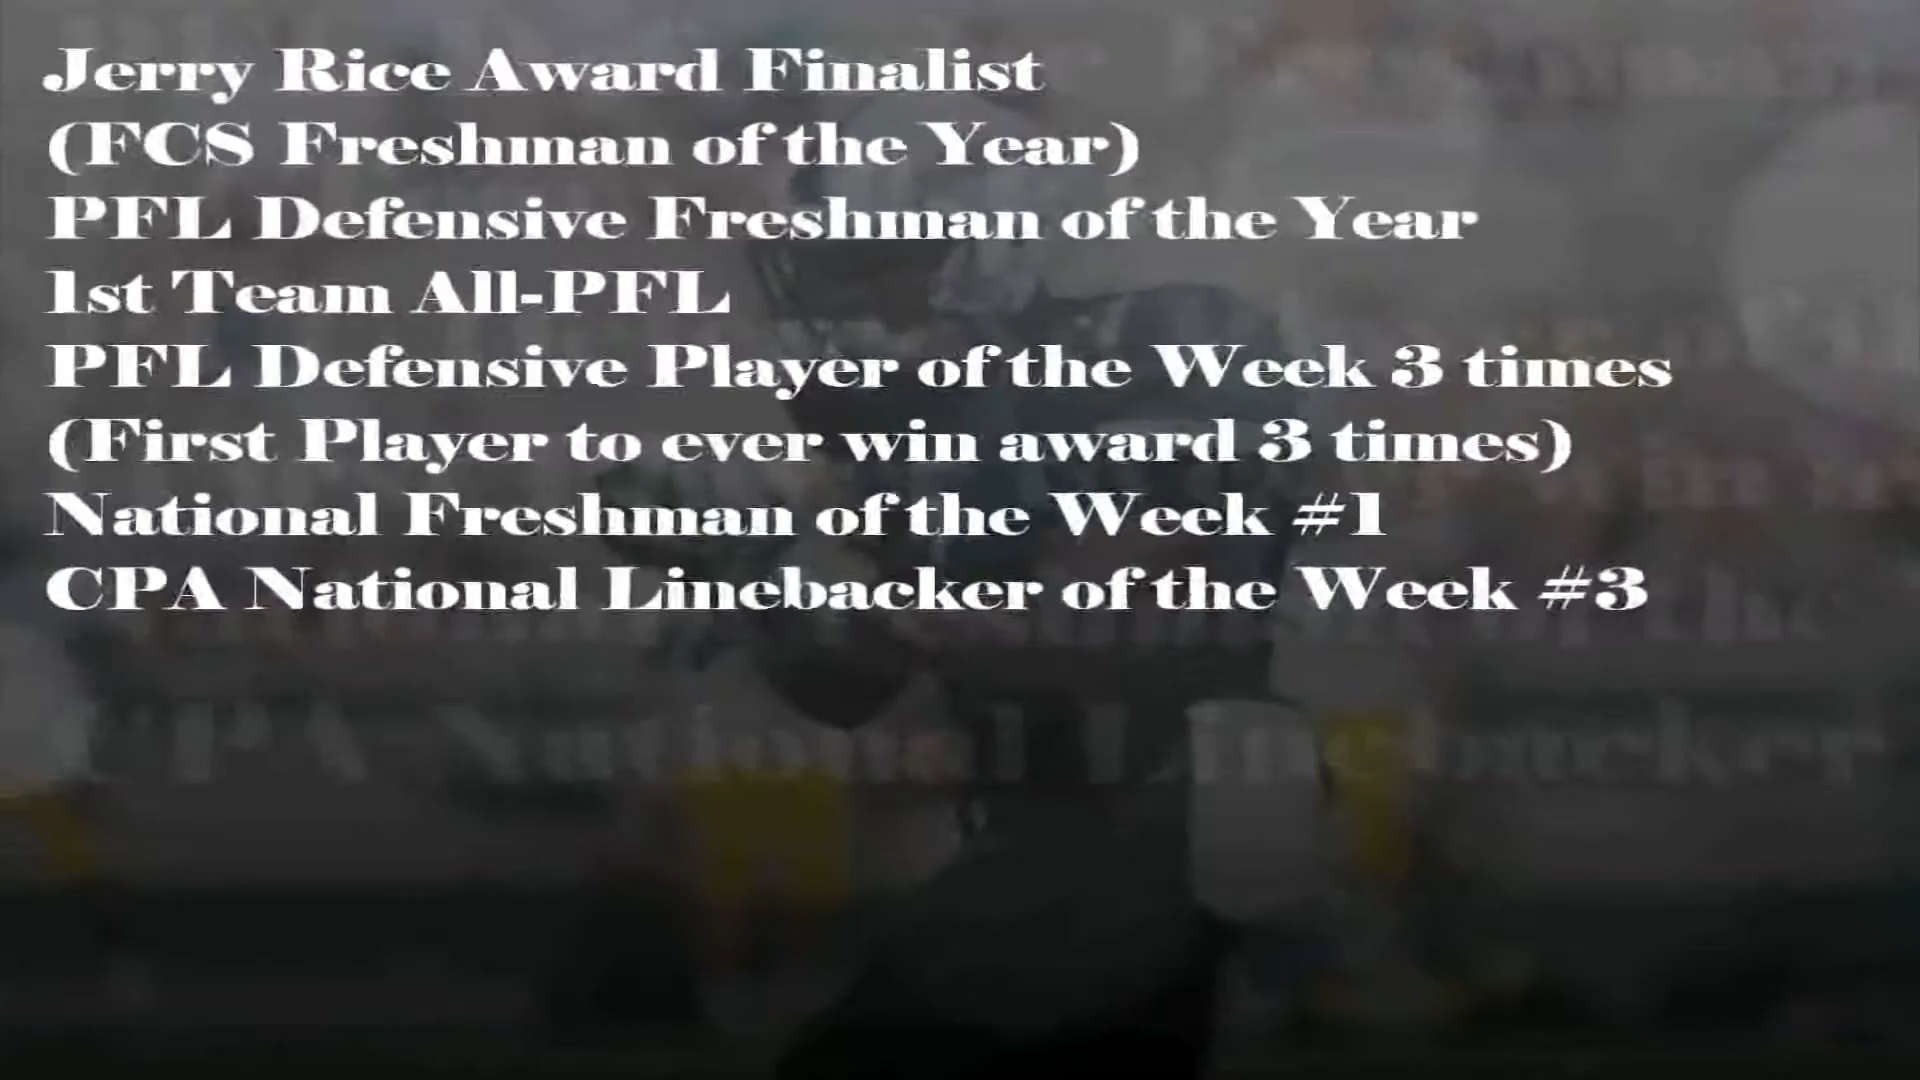 Jerry Rice Award Finalist
(FCS Freshman of the Year)
PFL Defensive Freshman of the Year
1st Team All-PFL
PFL Defensive Player of the Week 3 times
(First Player to ever win award 3 times)
National Freshman of the Week #1
CPA National Linebacker of the Week #3